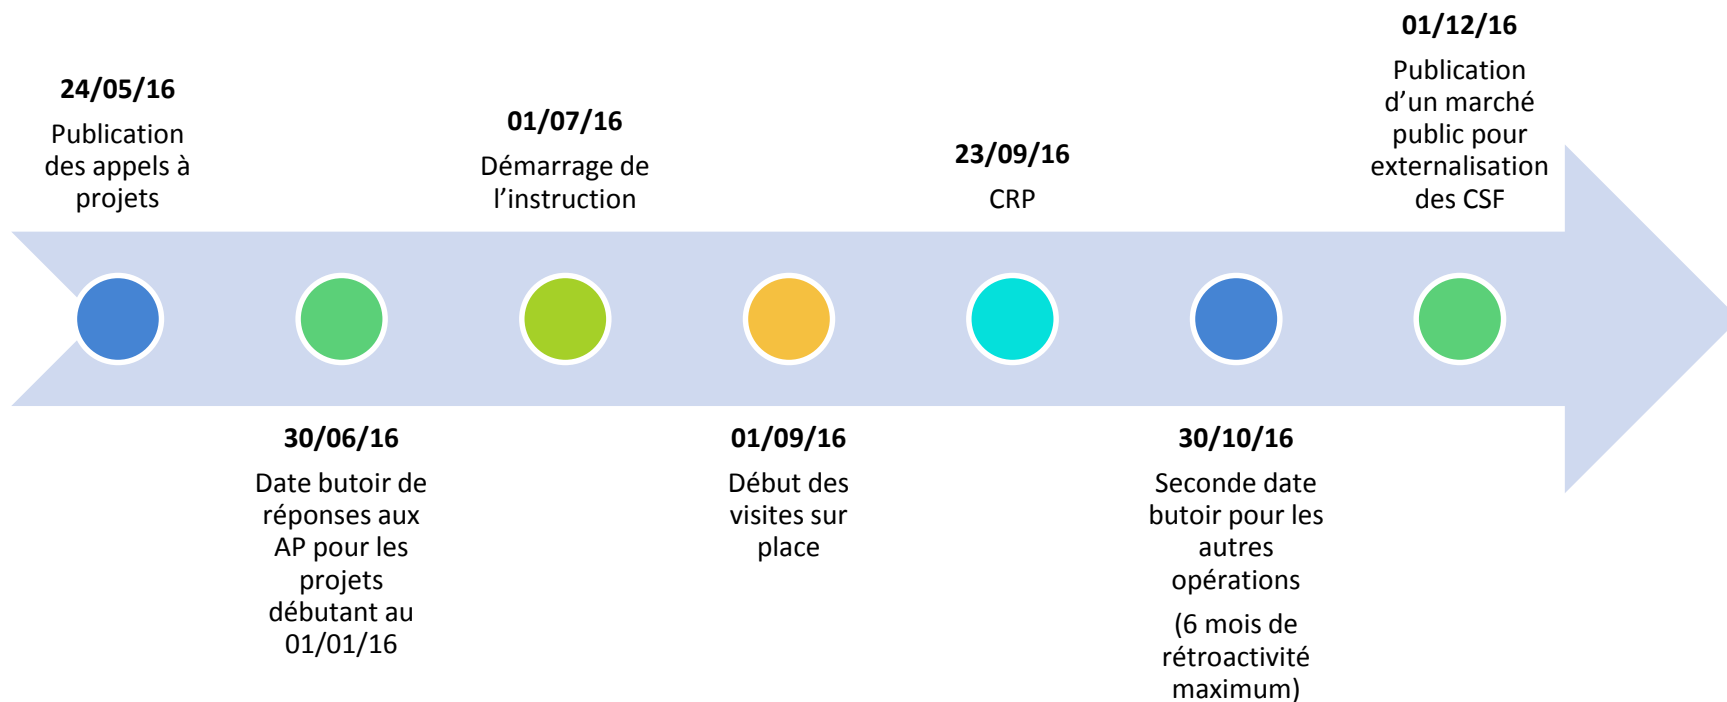 24/05/16
Publication
des appels à
projets
30/06/16
Date butoir de
réponses aux
AP pour les
projets
débutant au
01/01/16
01/07/16
Démarrage de
l’instruction
01/09/16
Début des
visites sur
place
23/09/16
CRP
30/10/16
Seconde date
butoir pour les
autres
opérations
(6 mois de
rétroactivité
maximum)
01/12/16
Publication
d’un marché
public pour
externalisation
des CSF